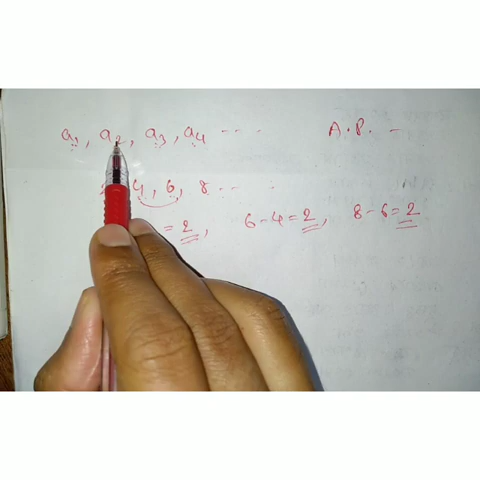 a₁, a₂, a₃, a₄ ---- A.P. -
4, 6, 8 -- -
= 2, 6-4=2, 8-6=2